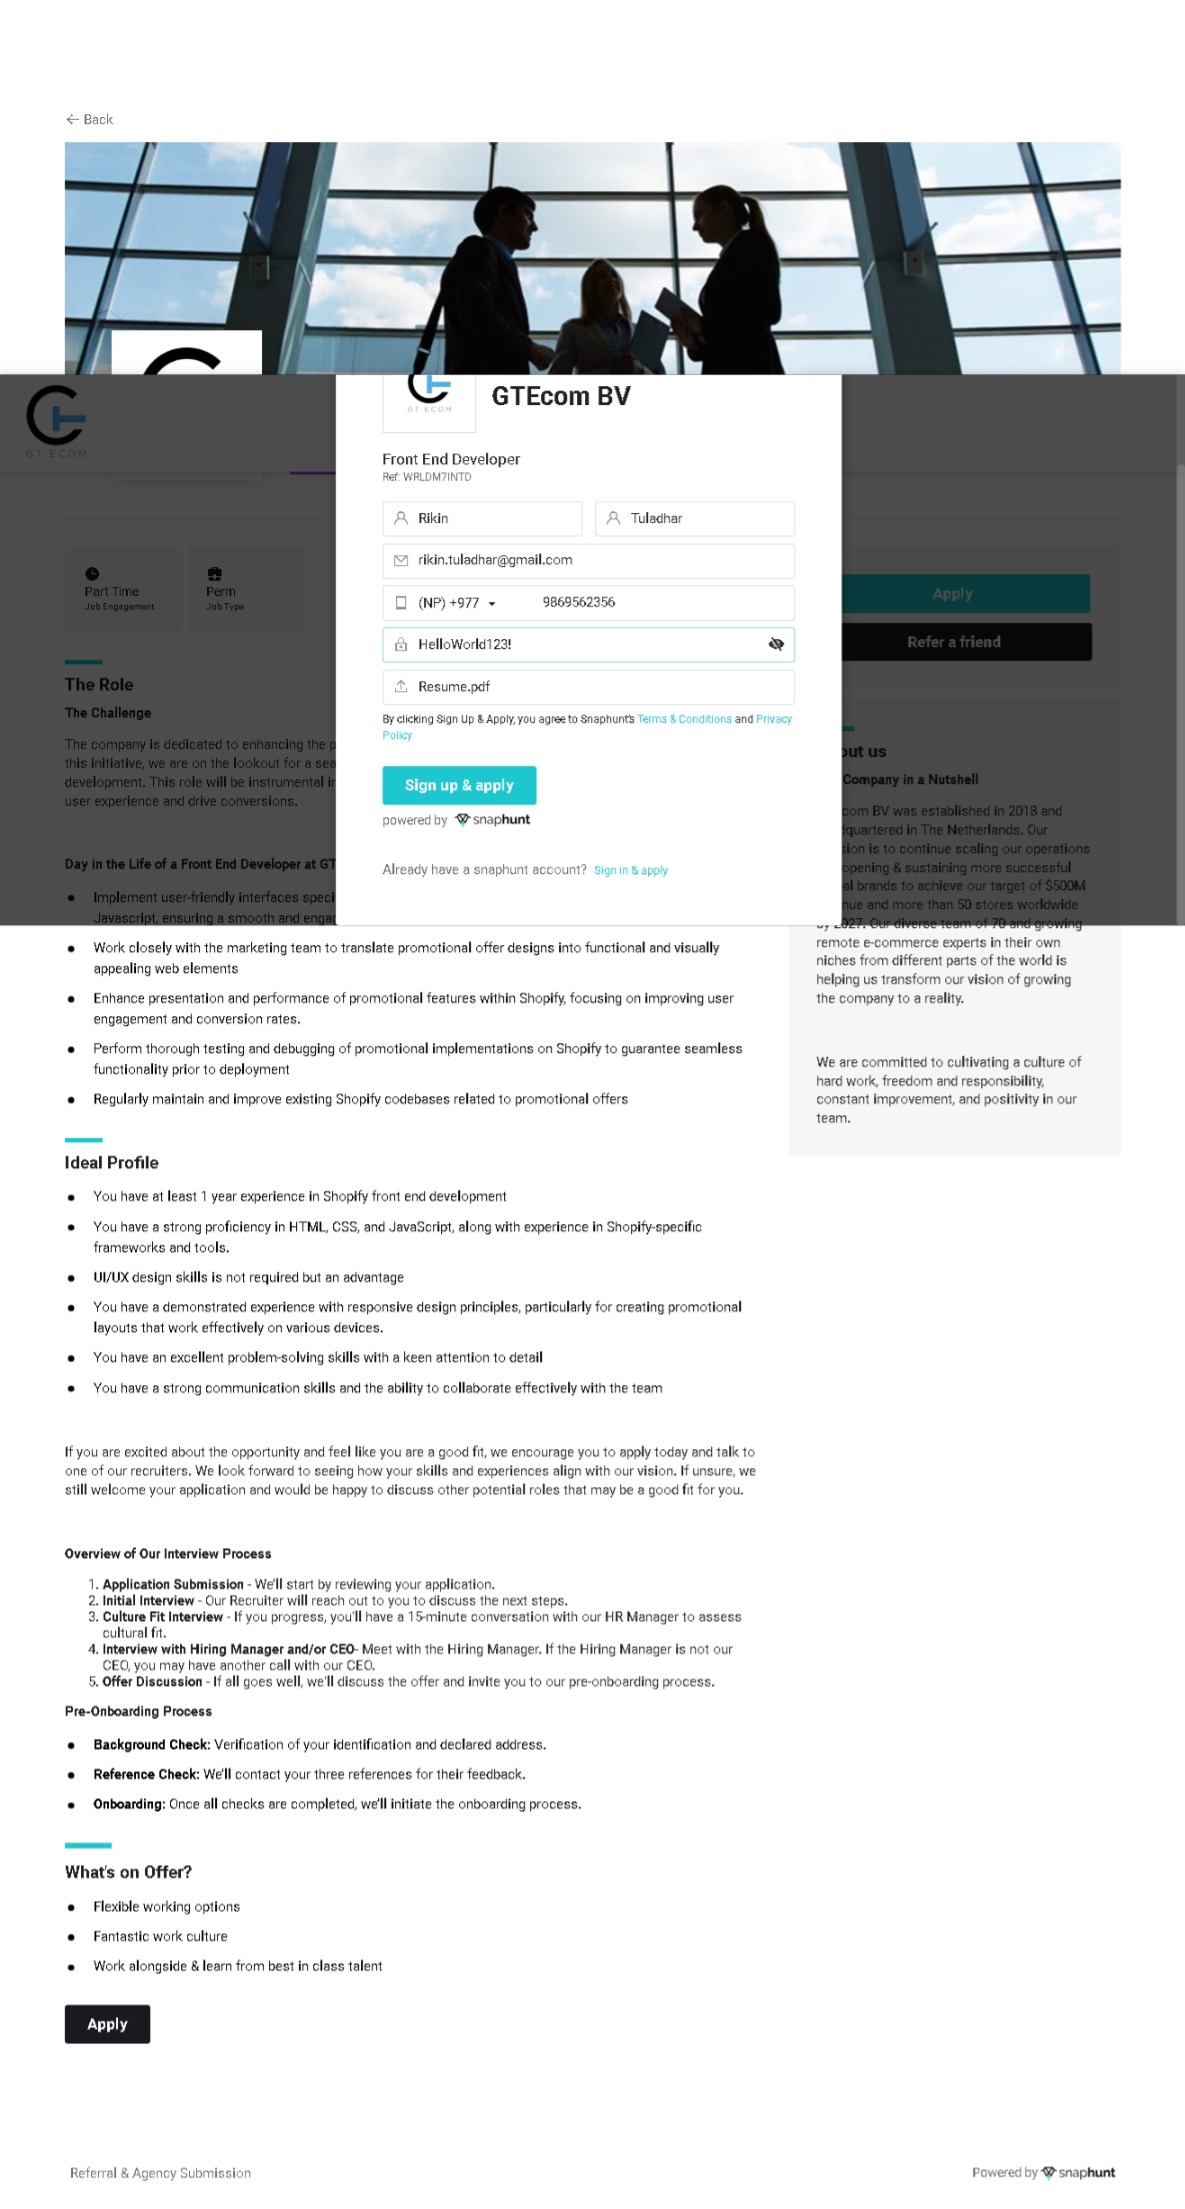 ← Back
GT ECOM
GT ECOM
GTEcom BV
Front End Developer
Ref: WRLDM7INTD
Rikin
Tuladhar
rikin.tuladhar@gmail.com
(NP) +977
9869562356
HelloWorld123!
Resume.pdf
By clicking Sign Up & Apply, you agree to Snaphunt's Terms & Conditions and Privacy
Policy
Sign up & apply
powered by snaphunt
Already have a snaphunt account? Sign in & apply
Part Time
Job Engagement
Perm
Job Type
Apply
Refer a friend
The Role
The Challenge
The company is dedicated to enhancing the p
this initiative, we are on the lookout for a sea
development. This role will be instrumental in
user experience and drive conversions.
Day in the Life of a Front End Developer at GT
Implement user-friendly interfaces speci
Javascript, ensuring a smooth and engag
Work closely with the marketing team to translate promotional offer designs into functional and visually
appealing web elements
Enhance presentation and performance of promotional features within Shopify, focusing on improving user
engagement and conversion rates.
Perform thorough testing and debugging of promotional implementations on Shopify to guarantee seamless
functionality prior to deployment
Regularly maintain and improve existing Shopify codebases related to promotional offers
Ideal Profile
You have at least 1 year experience in Shopify front end development
You have a strong proficiency in HTML, CSS, and JavaScript, along with experience in Shopify-specific
frameworks and tools.
UI/UX design skills is not required but an advantage
You have a demonstrated experience with responsive design principles, particularly for creating promotional
layouts that work effectively on various devices.
You have an excellent problem-solving skills with a keen attention to detail
You have a strong communication skills and the ability to collaborate effectively with the team
If you are excited about the opportunity and feel like you are a good fit, we encourage you to apply today and talk to
one of our recruiters. We look forward to seeing how your skills and experiences align with our vision. If unsure, we
still welcome your application and would be happy to discuss other potential roles that may be a good fit for you.
Overview of Our Interview Process
1. Application Submission - We'll start by reviewing your application.
2. Initial Interview - Our Recruiter will reach out to you to discuss the next steps.
3. Culture Fit Interview - If you progress, you'll have a 15-minute conversation with our HR Manager to assess
cultural fit.
4. Interview with Hiring Manager and/or CEO- Meet with the Hiring Manager. If the Hiring Manager is not our
CEO, you may have another call with our CEO.
5. Offer Discussion - If all goes well, we'll discuss the offer and invite you to our pre-onboarding process.
Pre-Onboarding Process
Background Check: Verification of your identification and declared address.
Reference Check: We'll contact your three references for their feedback.
Onboarding: Once all checks are completed, we'll initiate the onboarding process.
What's on Offer?
Flexible working options
Fantastic work culture
Work alongside & learn from best in class talent
Apply
out us
Company in a Nutshell
com BV was established in 2018 and
dquartered in The Netherlands. Our
sion is to continue scaling our operations
opening & sustaining more successful
al brands to achieve our target of $500M
nue and more than 50 stores worldwide
by 2027. Our diverse team of 70 and growing
remote e-commerce experts in their own
niches from different parts of the world is
helping us transform our vision of growing
the company to a reality.
We are committed to cultivating a culture of
hard work, freedom and responsibility,
constant improvement, and positivity in our
team.
Referral & Agency Submission
Powered by snaphunt